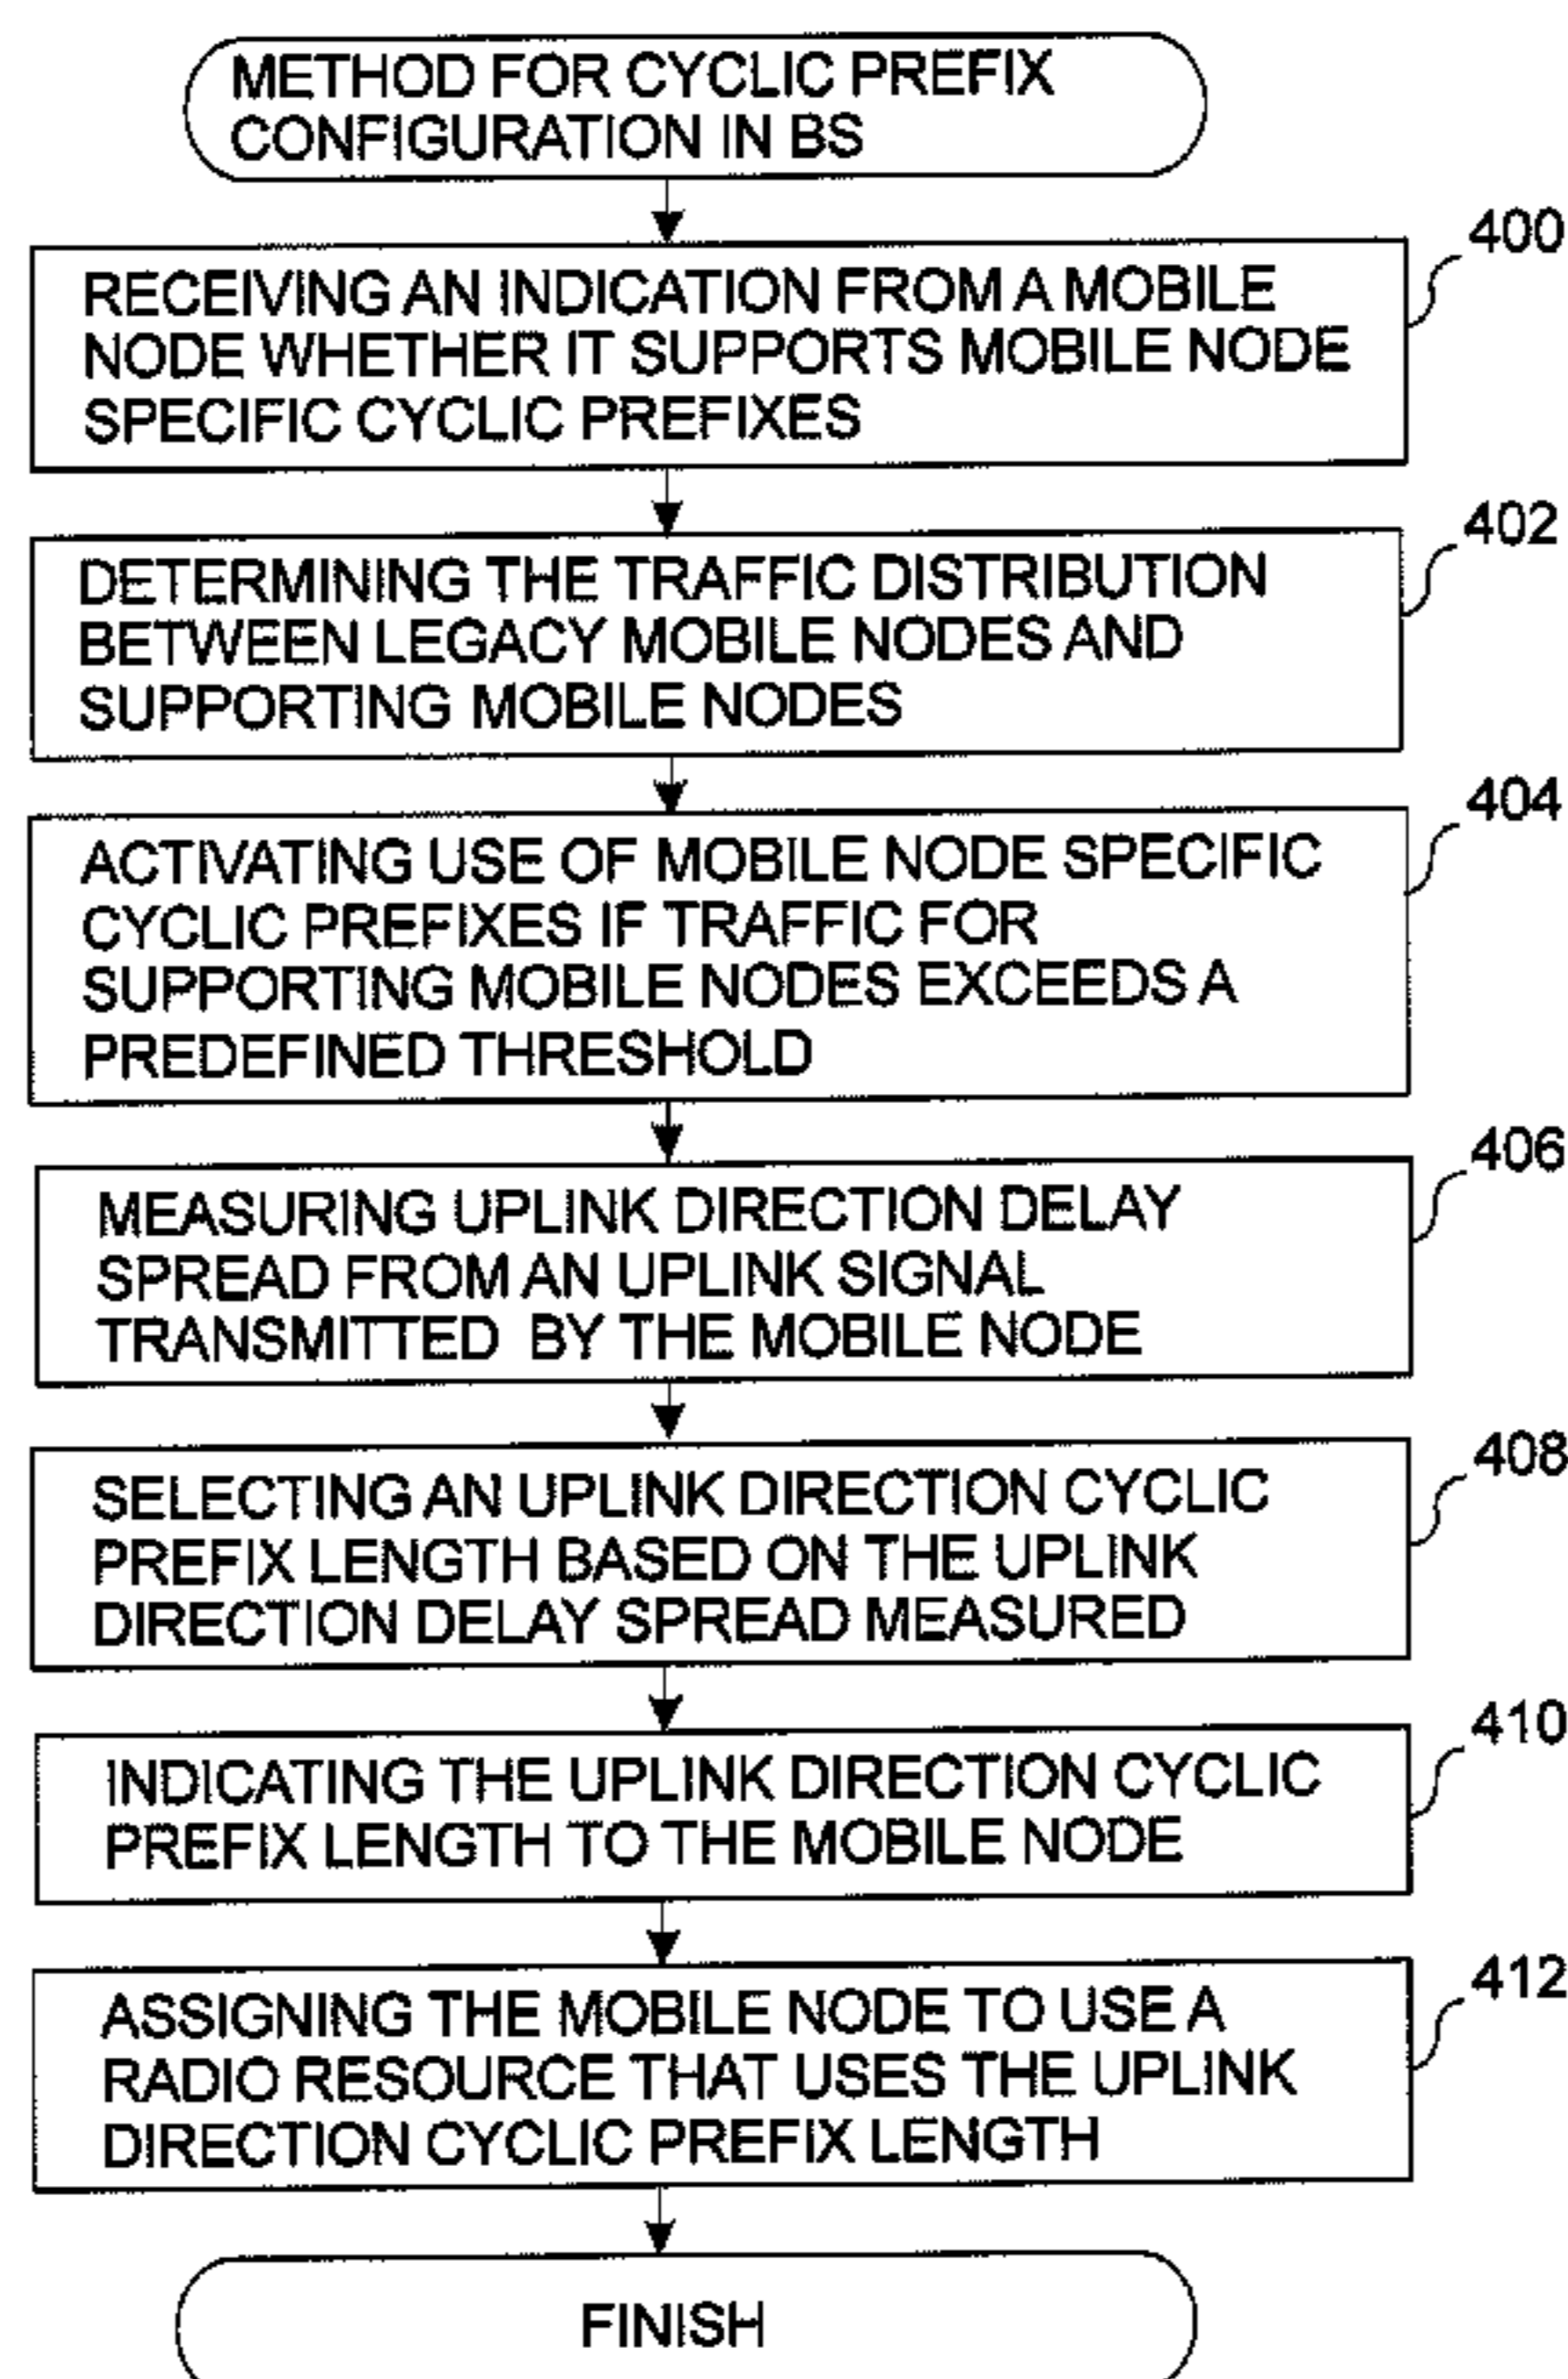 METHOD FOR CYCLIC PREFIX
CONFIGURATION IN BS
400
RECEIVING AN INDICATION FROM A MOBILE
NODE WHETHER IT SUPPORTS MOBILE NODE
SPECIFIC CYCLIC PREFIXES
402
DETERMINING THE TRAFFIC DISTRIBUTION
BETWEEN LEGACY MOBILE NODES AND
SUPPORTING MOBILE NODES
404
ACTIVATING USE OF MOBILE NODE SPECIFIC
CYCLIC PREFIXES IF TRAFFIC FOR
SUPPORTING MOBILE NODES EXCEEDS A
PREDEFINED THRESHOLD
406
MEASURING UPLINK DIRECTION DELAY
SPREAD FROM AN UPLINK SIGNAL
TRANSMITTED BY THE MOBILE NODE
408
SELECTING AN UPLINK DIRECTION CYCLIC
PREFIX LENGTH BASED ON THE UPLINK
DIRECTION DELAY SPREAD MEASURED
410
INDICATING THE UPLINK DIRECTION CYCLIC
PREFIX LENGTH TO THE MOBILE NODE
412
ASSIGNING THE MOBILE NODE TO USE A
RADIO RESOURCE THAT USES THE UPLINK
DIRECTION CYCLIC PREFIX LENGTH
FINISH